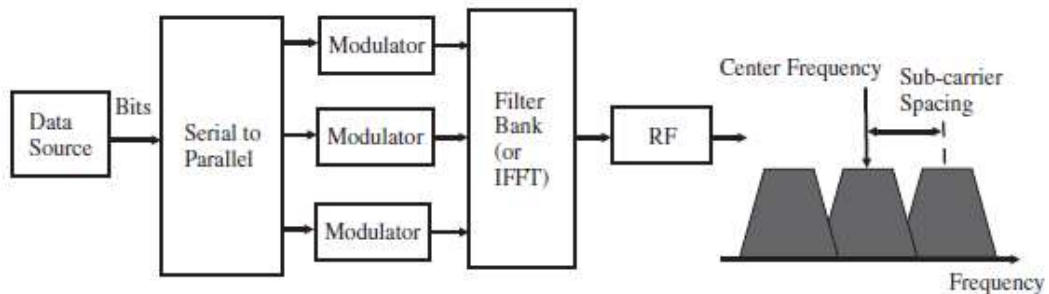 Data
Source
Bits
Serial to
Parallel
Modulator
Modulator
Modulator
Filter
Bank
(or
IFFT)
RF
Center Frequency
Sub-carrier
Spacing
Frequency